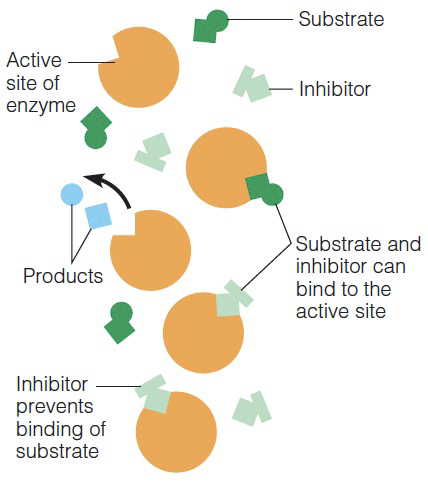 Substrate
Active
site of
enzyme
Inhibitor
Products
Substrate and
inhibitor can
bind to the
active site
Inhibitor
prevents
binding of
substrate